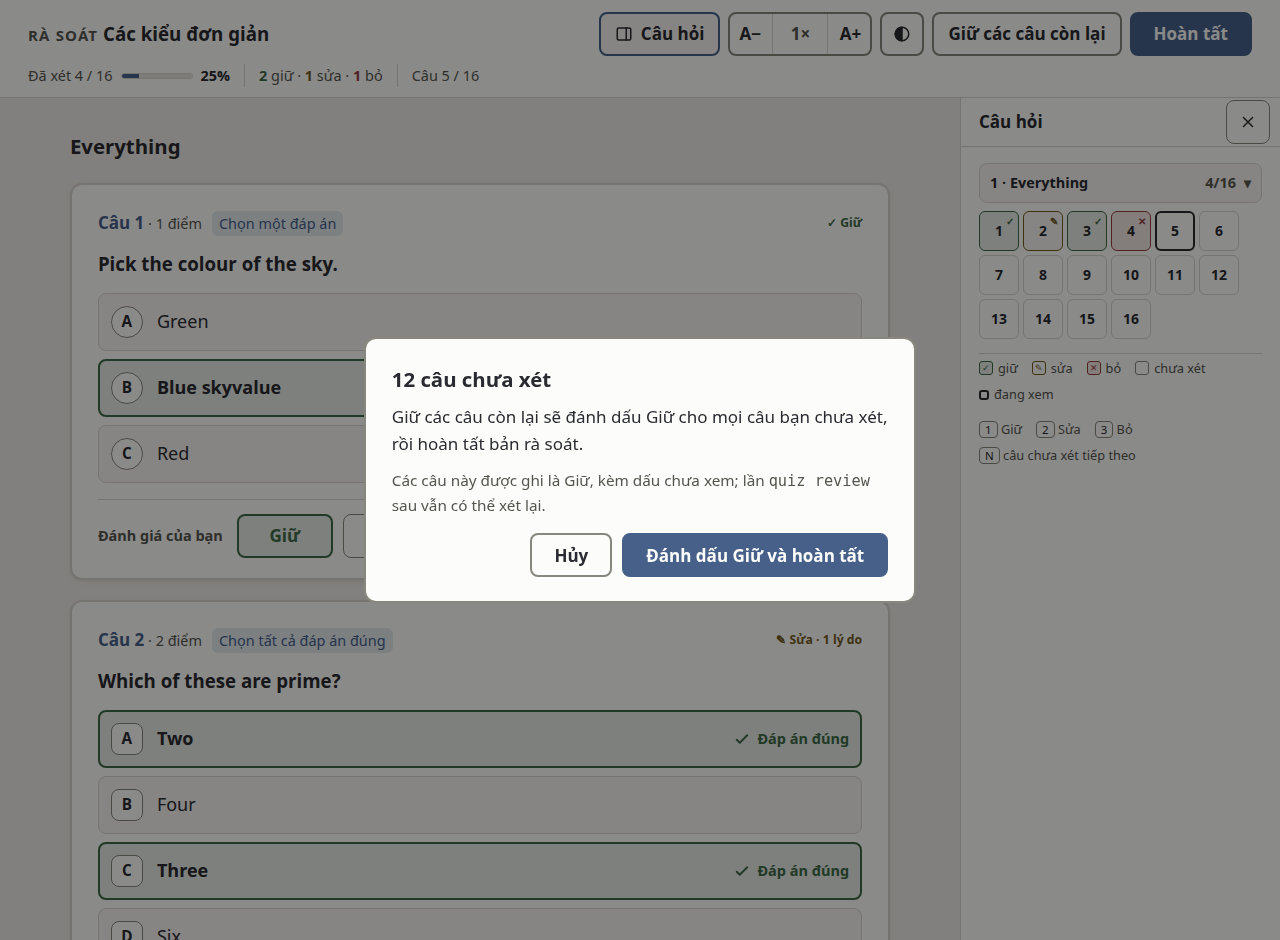 RÀ SOÁT Các kiểu đơn giản
Câu hỏi
A−
1×
A+
Giữ các câu còn lại
Hoàn tất
Đã xét 4 / 16
25%
2 giữ · 1 sửa · 1 bỏ
Câu 5 / 16
Everything
Câu 1 · 1 điểm Chọn một đáp án
✓ Giữ
Pick the colour of the sky.
A Green
B Blue skyvalue
C Red
Đánh giá của bạn
Giữ
12 câu chưa xét
Giữ các câu còn lại sẽ đánh dấu Giữ cho mọi câu bạn chưa xét,
rồi hoàn tất bản rà soát.
Các câu này được ghi là Giữ, kèm dấu chưa xem; lần quiz review
sau vẫn có thể xét lại.
Hủy
Đánh dấu Giữ và hoàn tất
Câu 2 · 2 điểm Chọn tất cả đáp án đúng
✎ Sửa · 1 lý do
Which of these are prime?
A Two
✓ Đáp án đúng
B Four
C Three
✓ Đáp án đúng
D Six
Câu hỏi
1 · Everything
4/16 ▾
1 ✓ 2 ✎ 3 ✓ 4 ✕ 5 6
7 8 9 10 11 12
13 14 15 16
✓ giữ ✎ sửa ✕ bỏ chưa xét
đang xem
1 Giữ 2 Sửa 3 Bỏ
N câu chưa xét tiếp theo